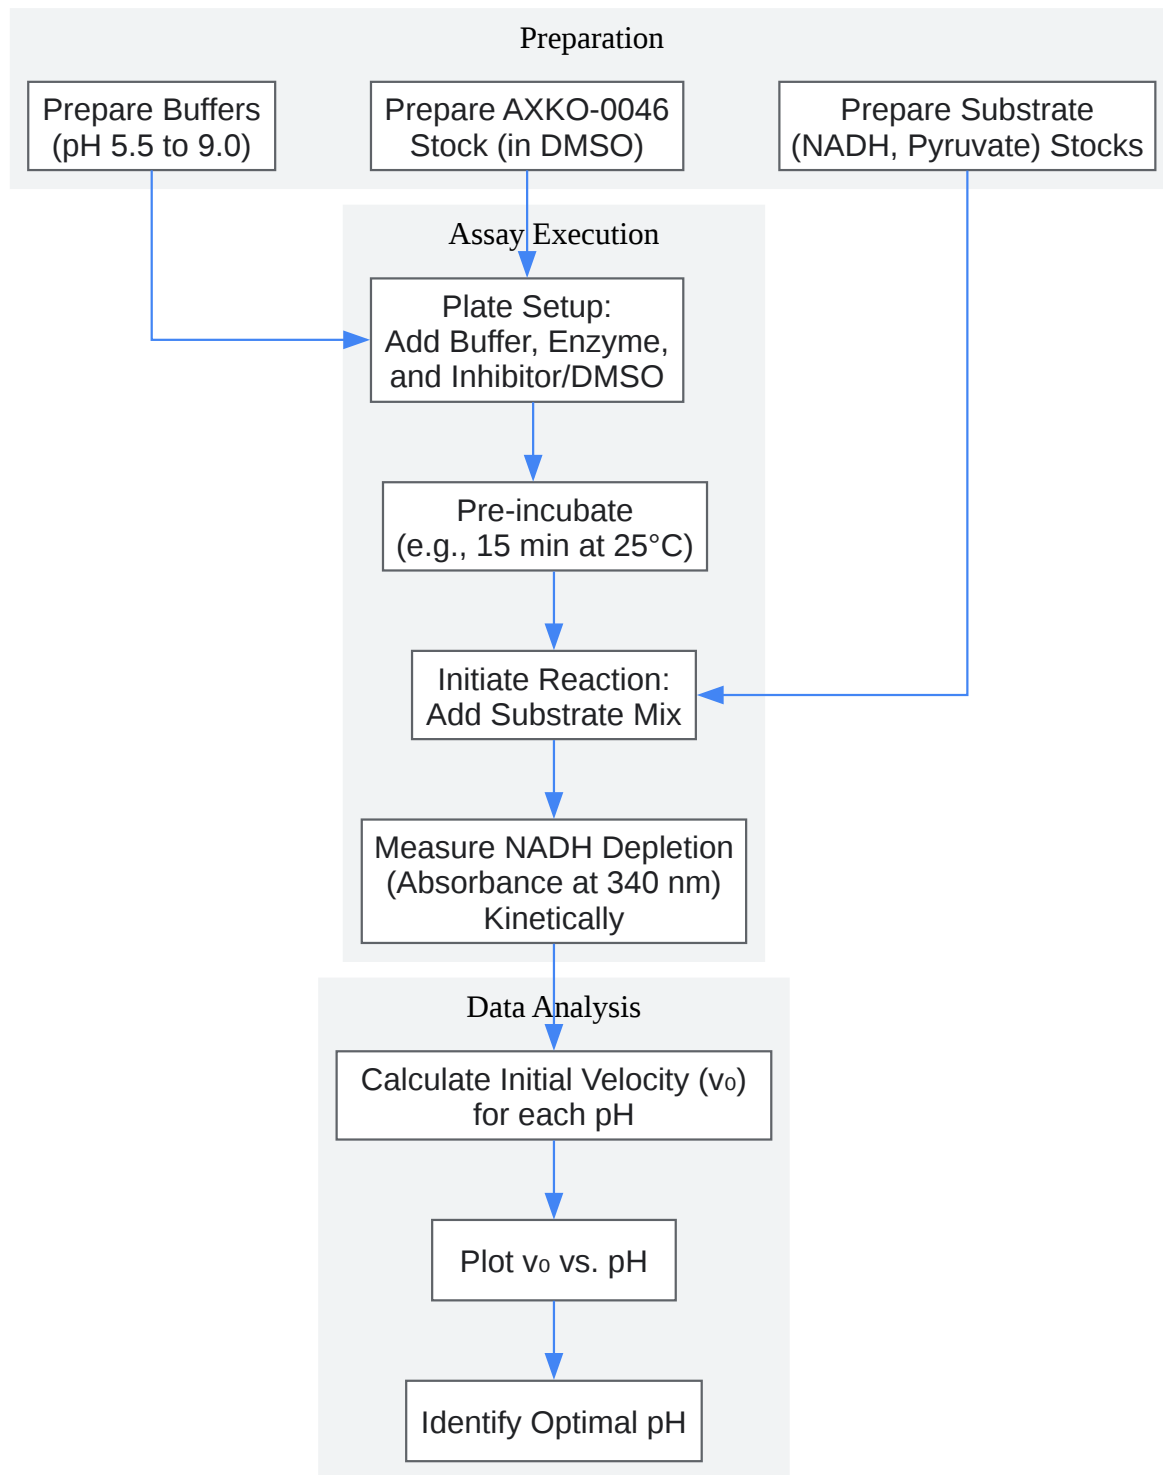 Preparation
Prepare Buffers
(pH 5.5 to 9.0)
Prepare AXKO-0046
Stock (in DMSO)
Prepare Substrate
(NADH, Pyruvate) Stocks
Assay Execution
Plate Setup:
Add Buffer, Enzyme,
and Inhibitor/DMSO
Pre-incubate
(e.g., 15 min at 25°C)
Initiate Reaction:
Add Substrate Mix
Measure NADH Depletion
(Absorbance at 340 nm)
Kinetically
Data Analysis
Calculate Initial Velocity (v₀)
for each pH
Plot v₀ vs. pH
Identify Optimal pH